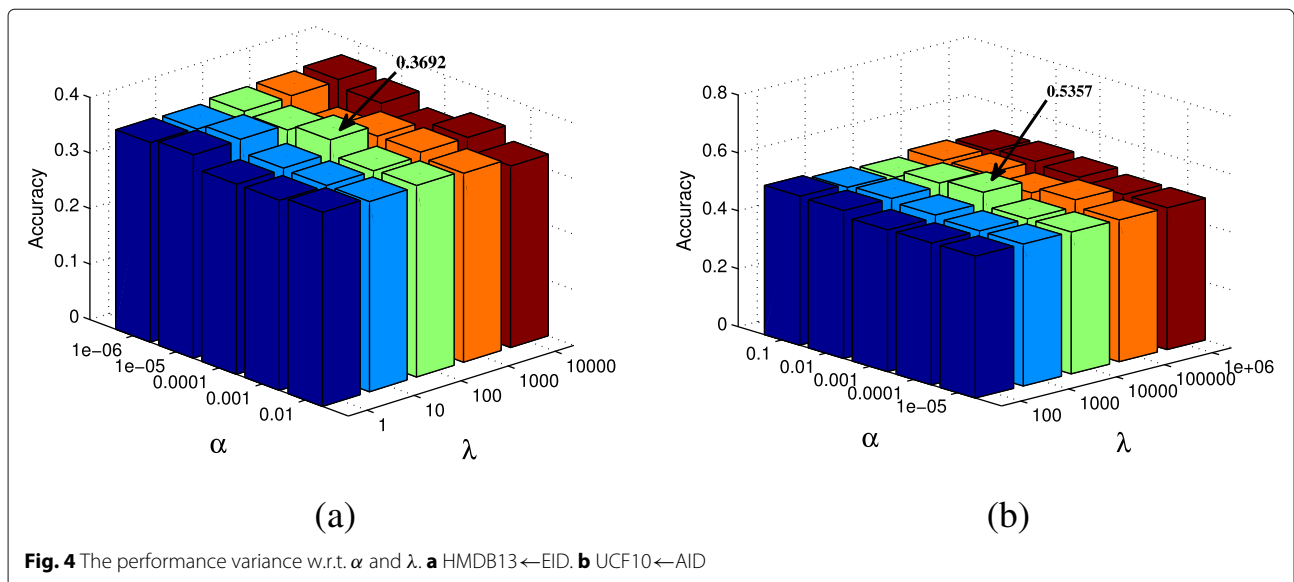 0.3692
0.4
0.3
0.2
0.1
0
Accuracy
1e−06
1e−05
0.0001
0.001
0.01
α
1
10
100
1000
10000
λ
(a)
0.5357
0.8
0.6
0.4
0.2
0
Accuracy
0.1
0.01
0.001
0.0001
1e−05
α
100
1000
10000
100000
1e+06
λ
(b)
Fig. 4 The performance variance w.r.t. α and λ. a HMDB13←EID. b UCF10←AID